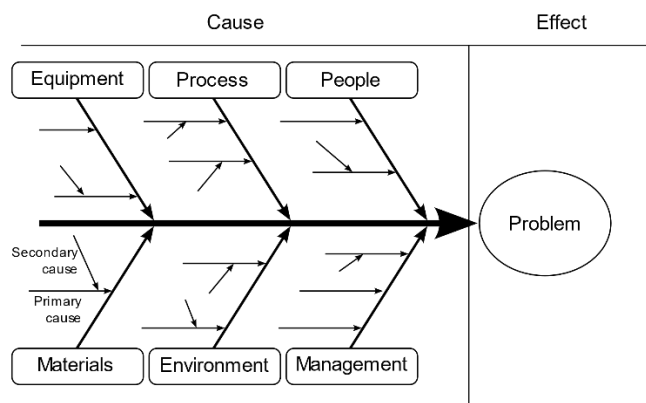 Cause
Effect
Equipment
Process
People
Problem
Secondary
cause
Primary
cause
Materials
Environment
Management